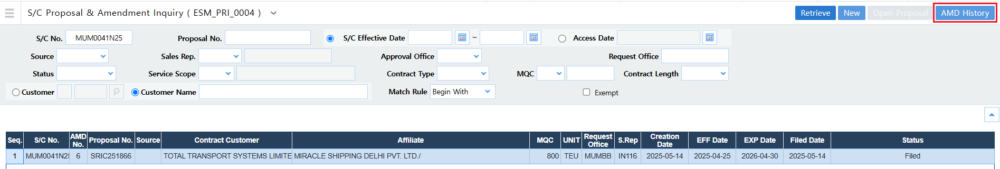 S/C Proposal & Amendment Inquiry ( ESM_PRI_0004 )
Retrieve New Open Proposal AMD History
S/C No. MUM0041N25 Proposal No. S/C Effective Date ~ Access Date
Source Sales Rep. Approval Office Request Office
Status Service Scope Contract Type MQC Contract Length
Customer Customer Name Match Rule Begin With Exempt
Seq. S/C No. AMD No. Proposal No. Source Contract Customer Affiliate MQC UNIT Request Office S.Rep Creation Date EFF Date EXP Date Filed Date Status
1 MUM0041N25 6 SRIC251866 TOTAL TRANSPORT SYSTEMS LIMITE MIRACLE SHIPPING DELHI PVT. LTD./ 800 TEU MUMBB IN116 2025-05-14 2025-04-25 2026-04-30 2025-05-14 Filed